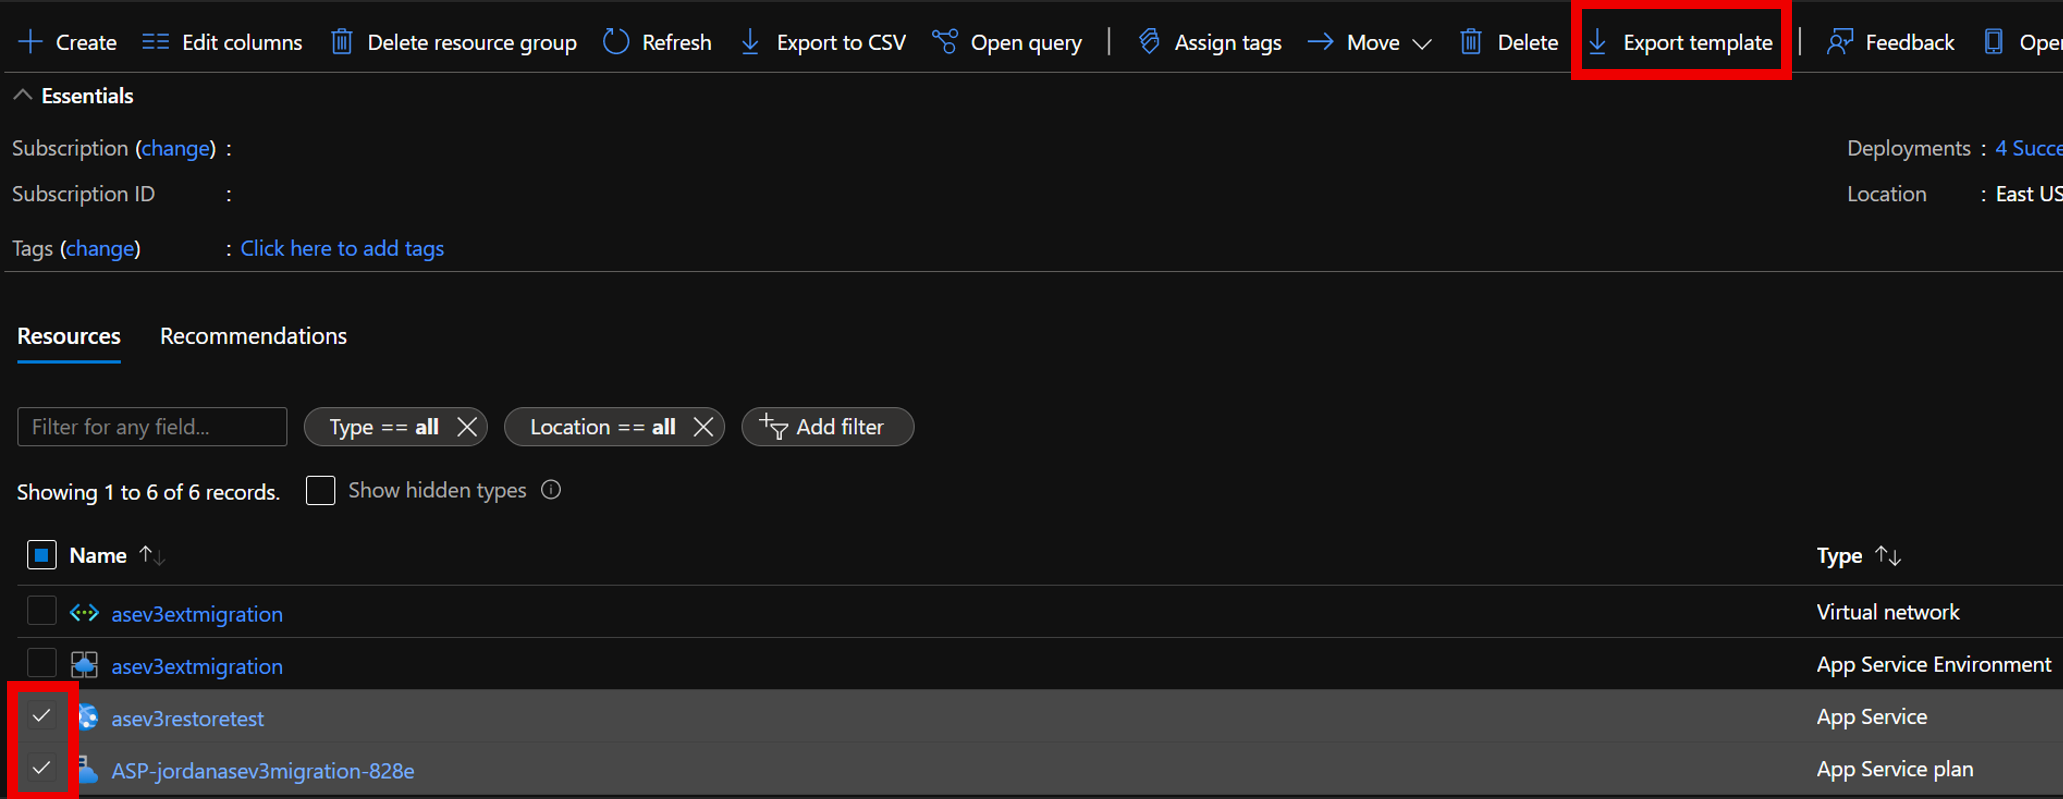 Create Edit columns Delete resource group Refresh Export to CSV Open query Assign tags Move Delete Export template Feedback
Essentials
Subscription (change) :
Deployments : 4
Subscription ID :
Location : East US
Tags (change) : Click here to add tags
Resources Recommendations
Filter for any field... Type == all Location == all Add filter
Showing 1 to 6 of 6 records. Show hidden types
Name Type
asev3extmigration Virtual network
asev3extmigration App Service Environment
asev3restoretest App Service
ASP-jordanasev3migration-828e App Service plan